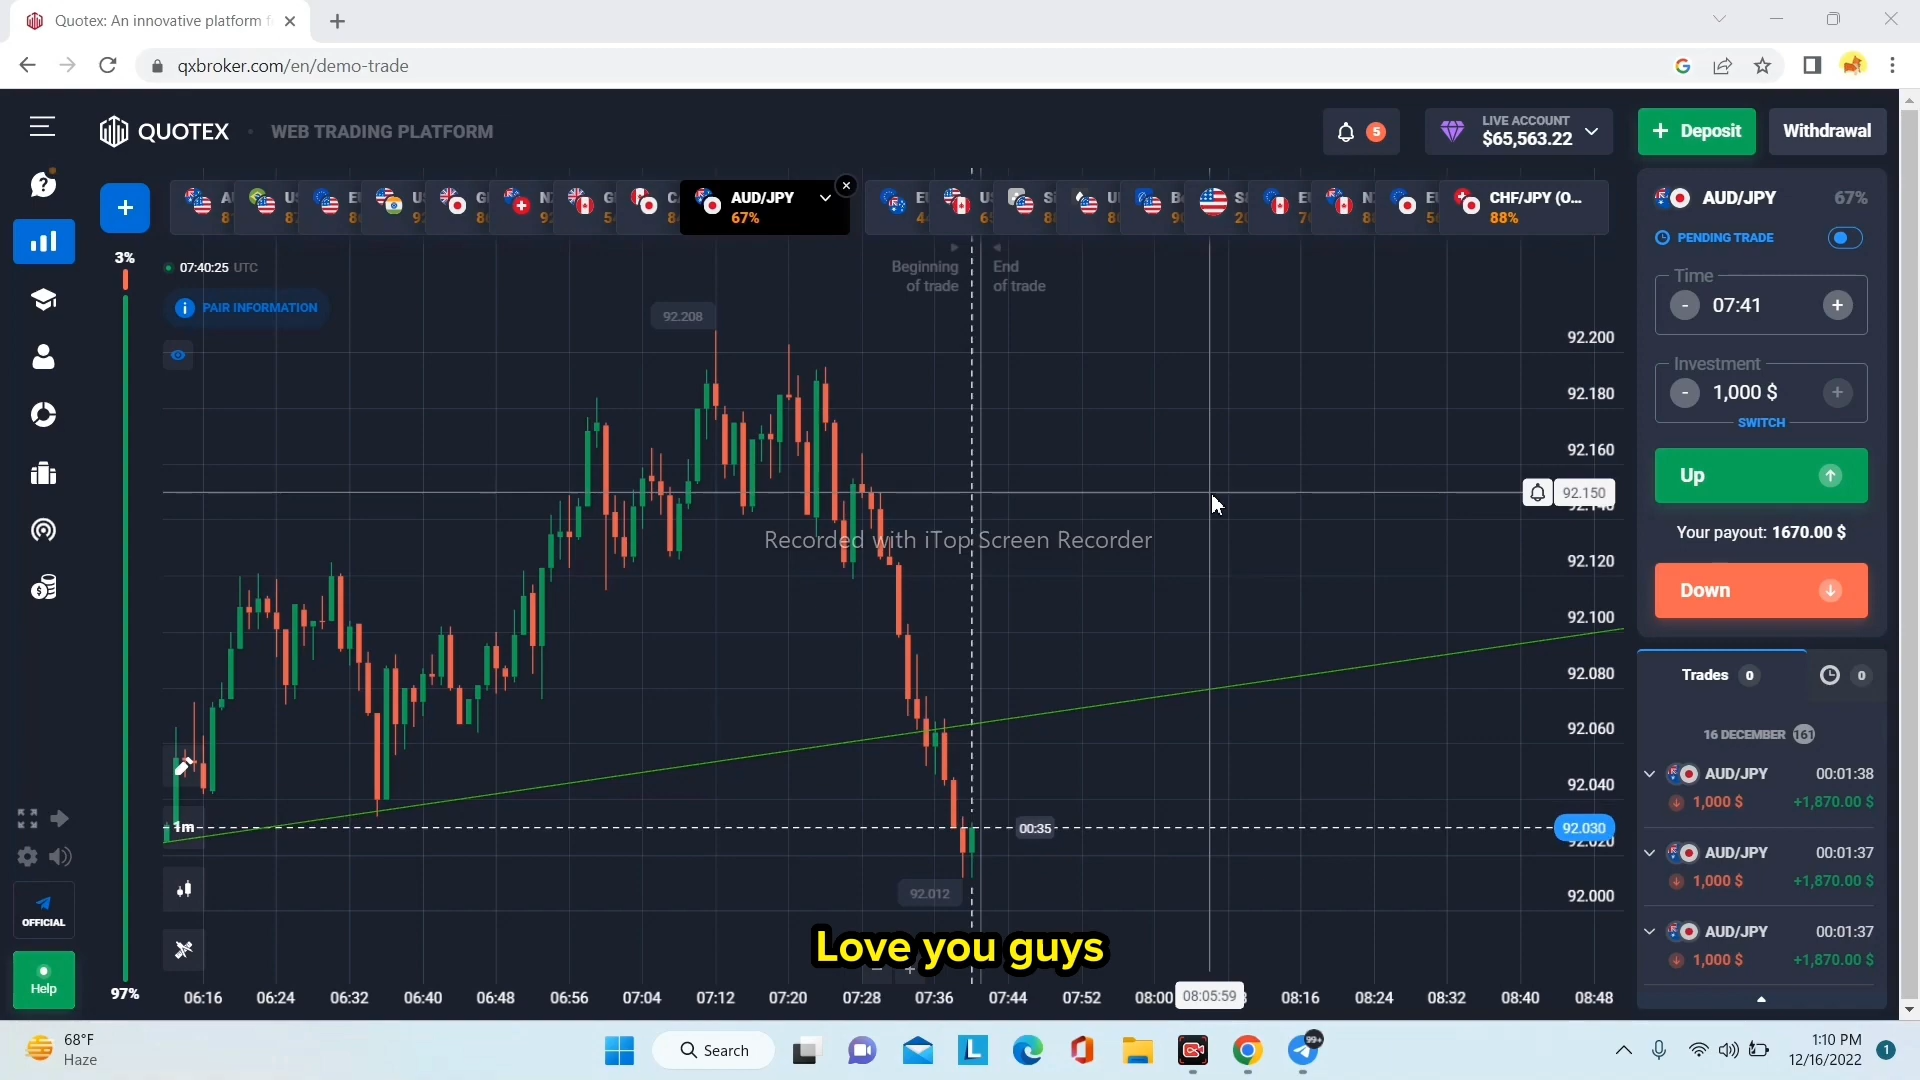 Quotex: An innovative platform f
qxbroker.com/en/demo-trade
QUOTEX
WEB TRADING PLATFORM
5
LIVE ACCOUNT
$65,563.22
Deposit
Withdrawal
AUD/JPY
67%
CHF/JPY (O...
88%
3%
07:40:25 UTC
PAIR INFORMATION
Beginning
of trade
End
of trade
92.208
92.200
92.180
92.160
92.150
92.120
92.100
92.080
92.060
92.040
92.030
92.000
Recorded with iTop Screen Recorder
1m
00:35
92.012
Love you guys
97%
06:16 06:24 06:32 06:40 06:48 06:56 07:04 07:12 07:20 07:28 07:36 07:44 07:52 08:00 08:05:59 08:16 08:24 08:32 08:40 08:48
OFFICIAL
Help
AUD/JPY 67%
PENDING TRADE
Time
- 07:41 +
Investment
- 1,000 $ +
SWITCH
Up
Your payout: 1670.00 $
Down
Trades 0
0
16 DECEMBER 161
AUD/JPY 00:01:38
1,000 $ +1,870.00 $
AUD/JPY 00:01:37
1,000 $ +1,870.00 $
AUD/JPY 00:01:37
1,000 $ +1,870.00 $
68°F
Haze
Search
99+
1:10 PM
12/16/2022
1